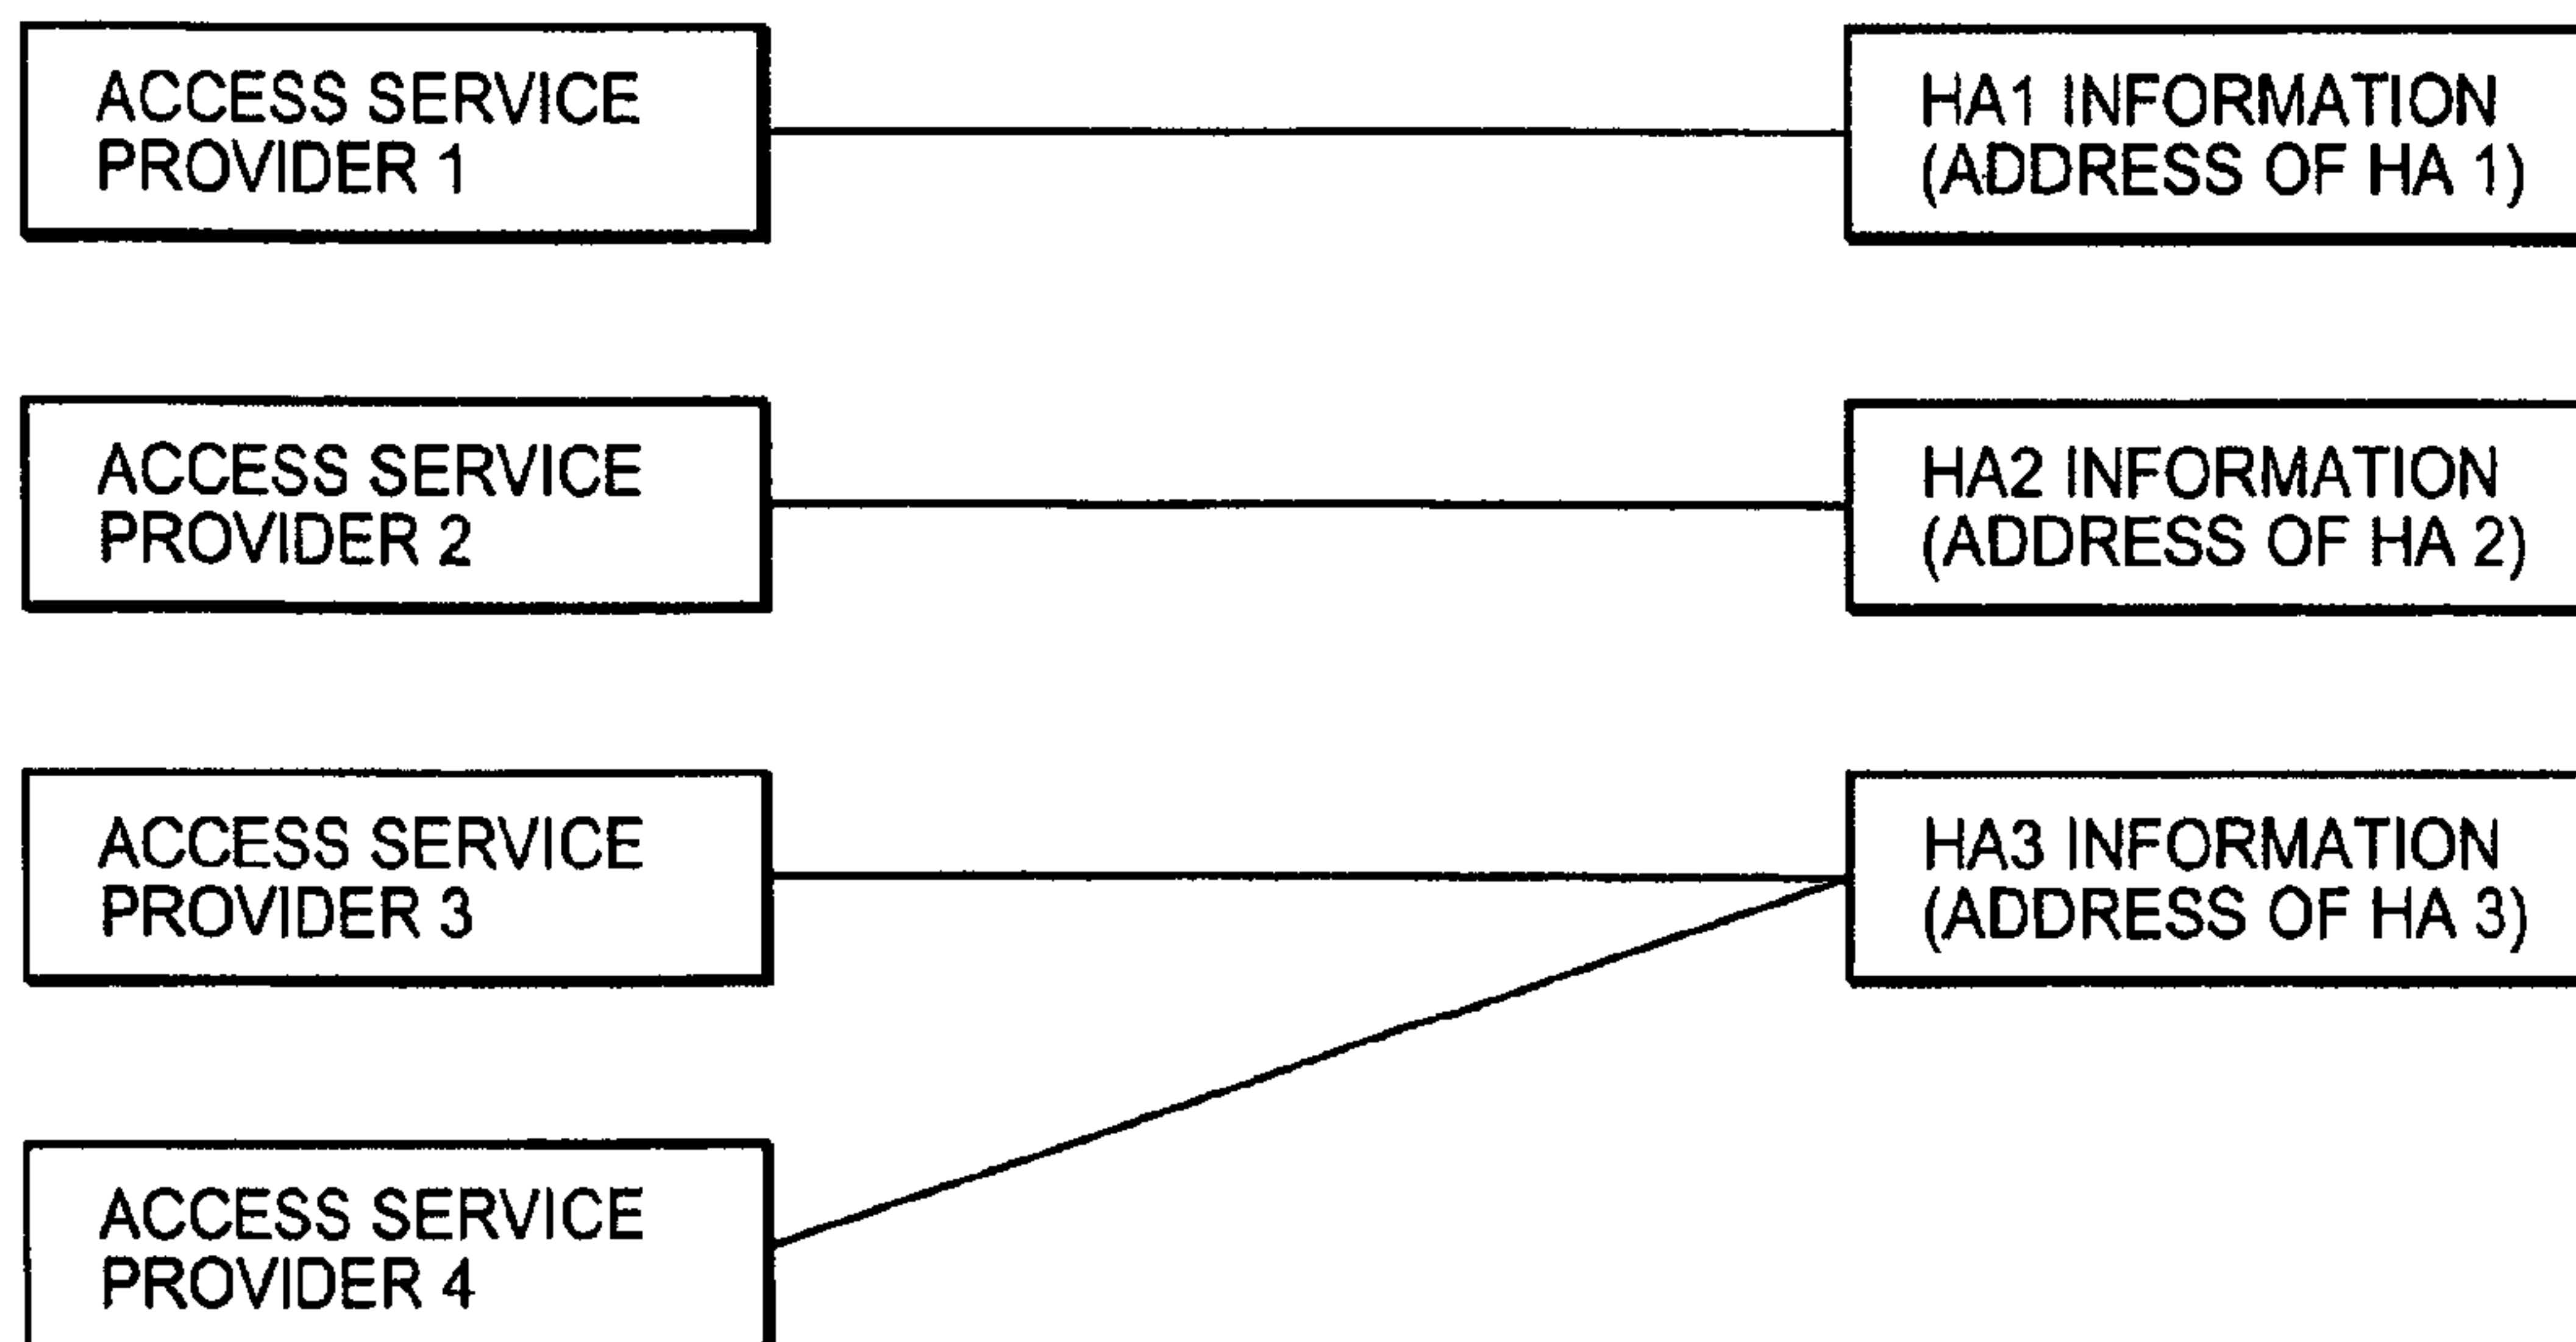 ACCESS SERVICE
PROVIDER 1
HA1 INFORMATION
(ADDRESS OF HA 1)
ACCESS SERVICE
PROVIDER 2
HA2 INFORMATION
(ADDRESS OF HA 2)
ACCESS SERVICE
PROVIDER 3
HA3 INFORMATION
(ADDRESS OF HA 3)
ACCESS SERVICE
PROVIDER 4